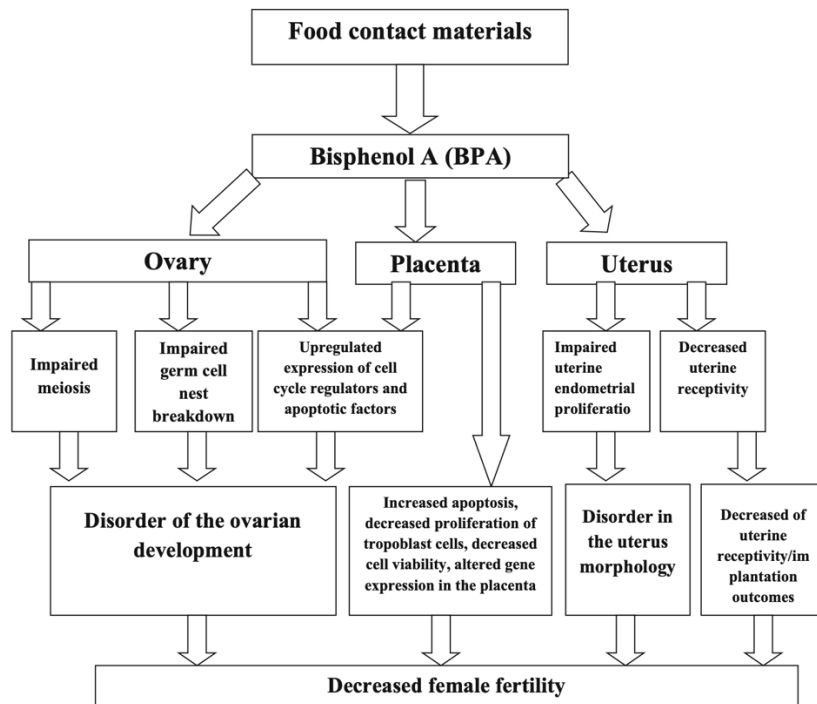 Food contact materials
Bisphenol A (BPA)
Ovary
Placenta
Uterus
Impaired
meiosis
Impaired
germ cell
nest
breakdown
Upregulated
expression of cell
cycle regulators and
apoptotic factors
Impaired
uterine
endometrial
proliferatio
Decreased
uterine
receptivity
Disorder of the ovarian
development
Increased apoptosis,
decreased proliferation of
tropoblast cells, decreased
cell viability, altered gene
expression in the placenta
Disorder in
the uterus
morphology
Decreased of
uterine
receptivity/im
plantation
outcomes
Decreased female fertility